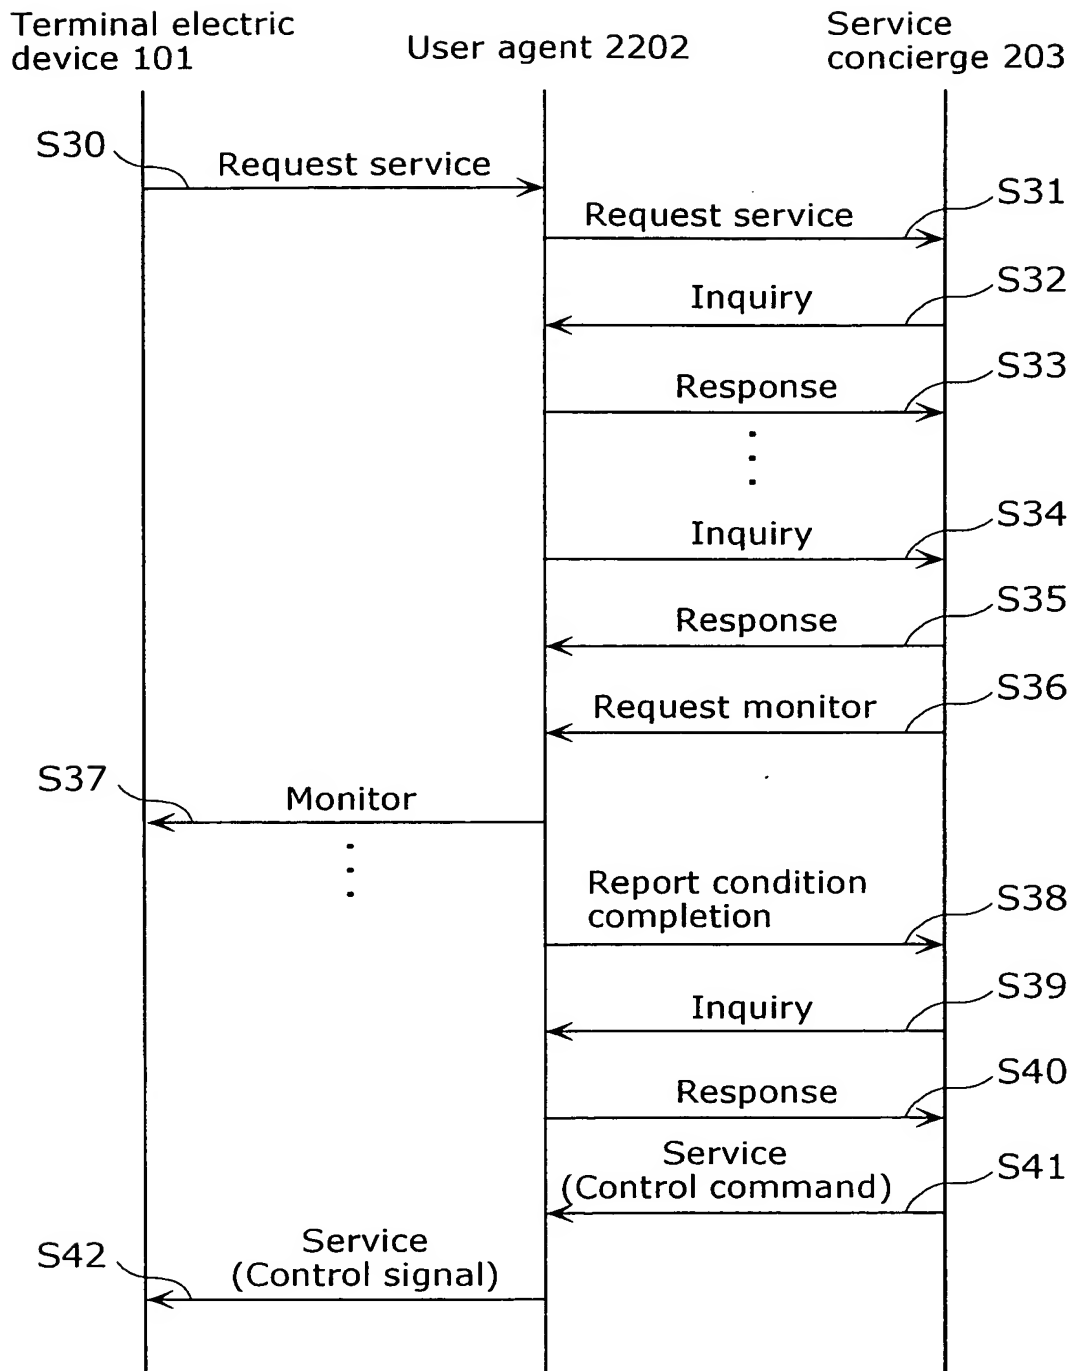 Terminal electric
device 101
User agent 2202
Service
concierge 203
S30
Request service
S31
Request service
S32
Inquiry
S33
Response
S34
Inquiry
S35
Response
S36
Request monitor
S37
Monitor
Report condition
completion
S38
S39
Inquiry
S40
Response
S41
Service
(Control command)
S42
Service
(Control signal)